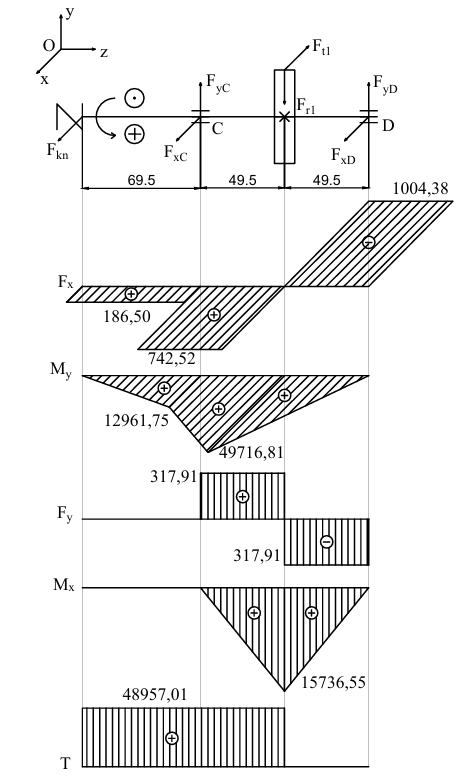 y
O
z
x
F_t1
F_yC
F_yD
F_r1
C
D
F_kn
F_xC
F_xD
69.5
49.5
49.5
1004,38
F_x
186,50
742,52
M_y
12961,75
49716,81
317,91
F_y
317,91
M_x
15736,55
48957,01
T